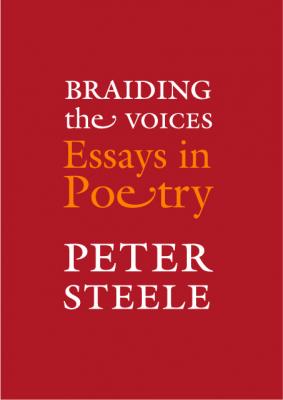 BRAIDING
the VOICES
Essays in
Poetry
PETER
STEELE